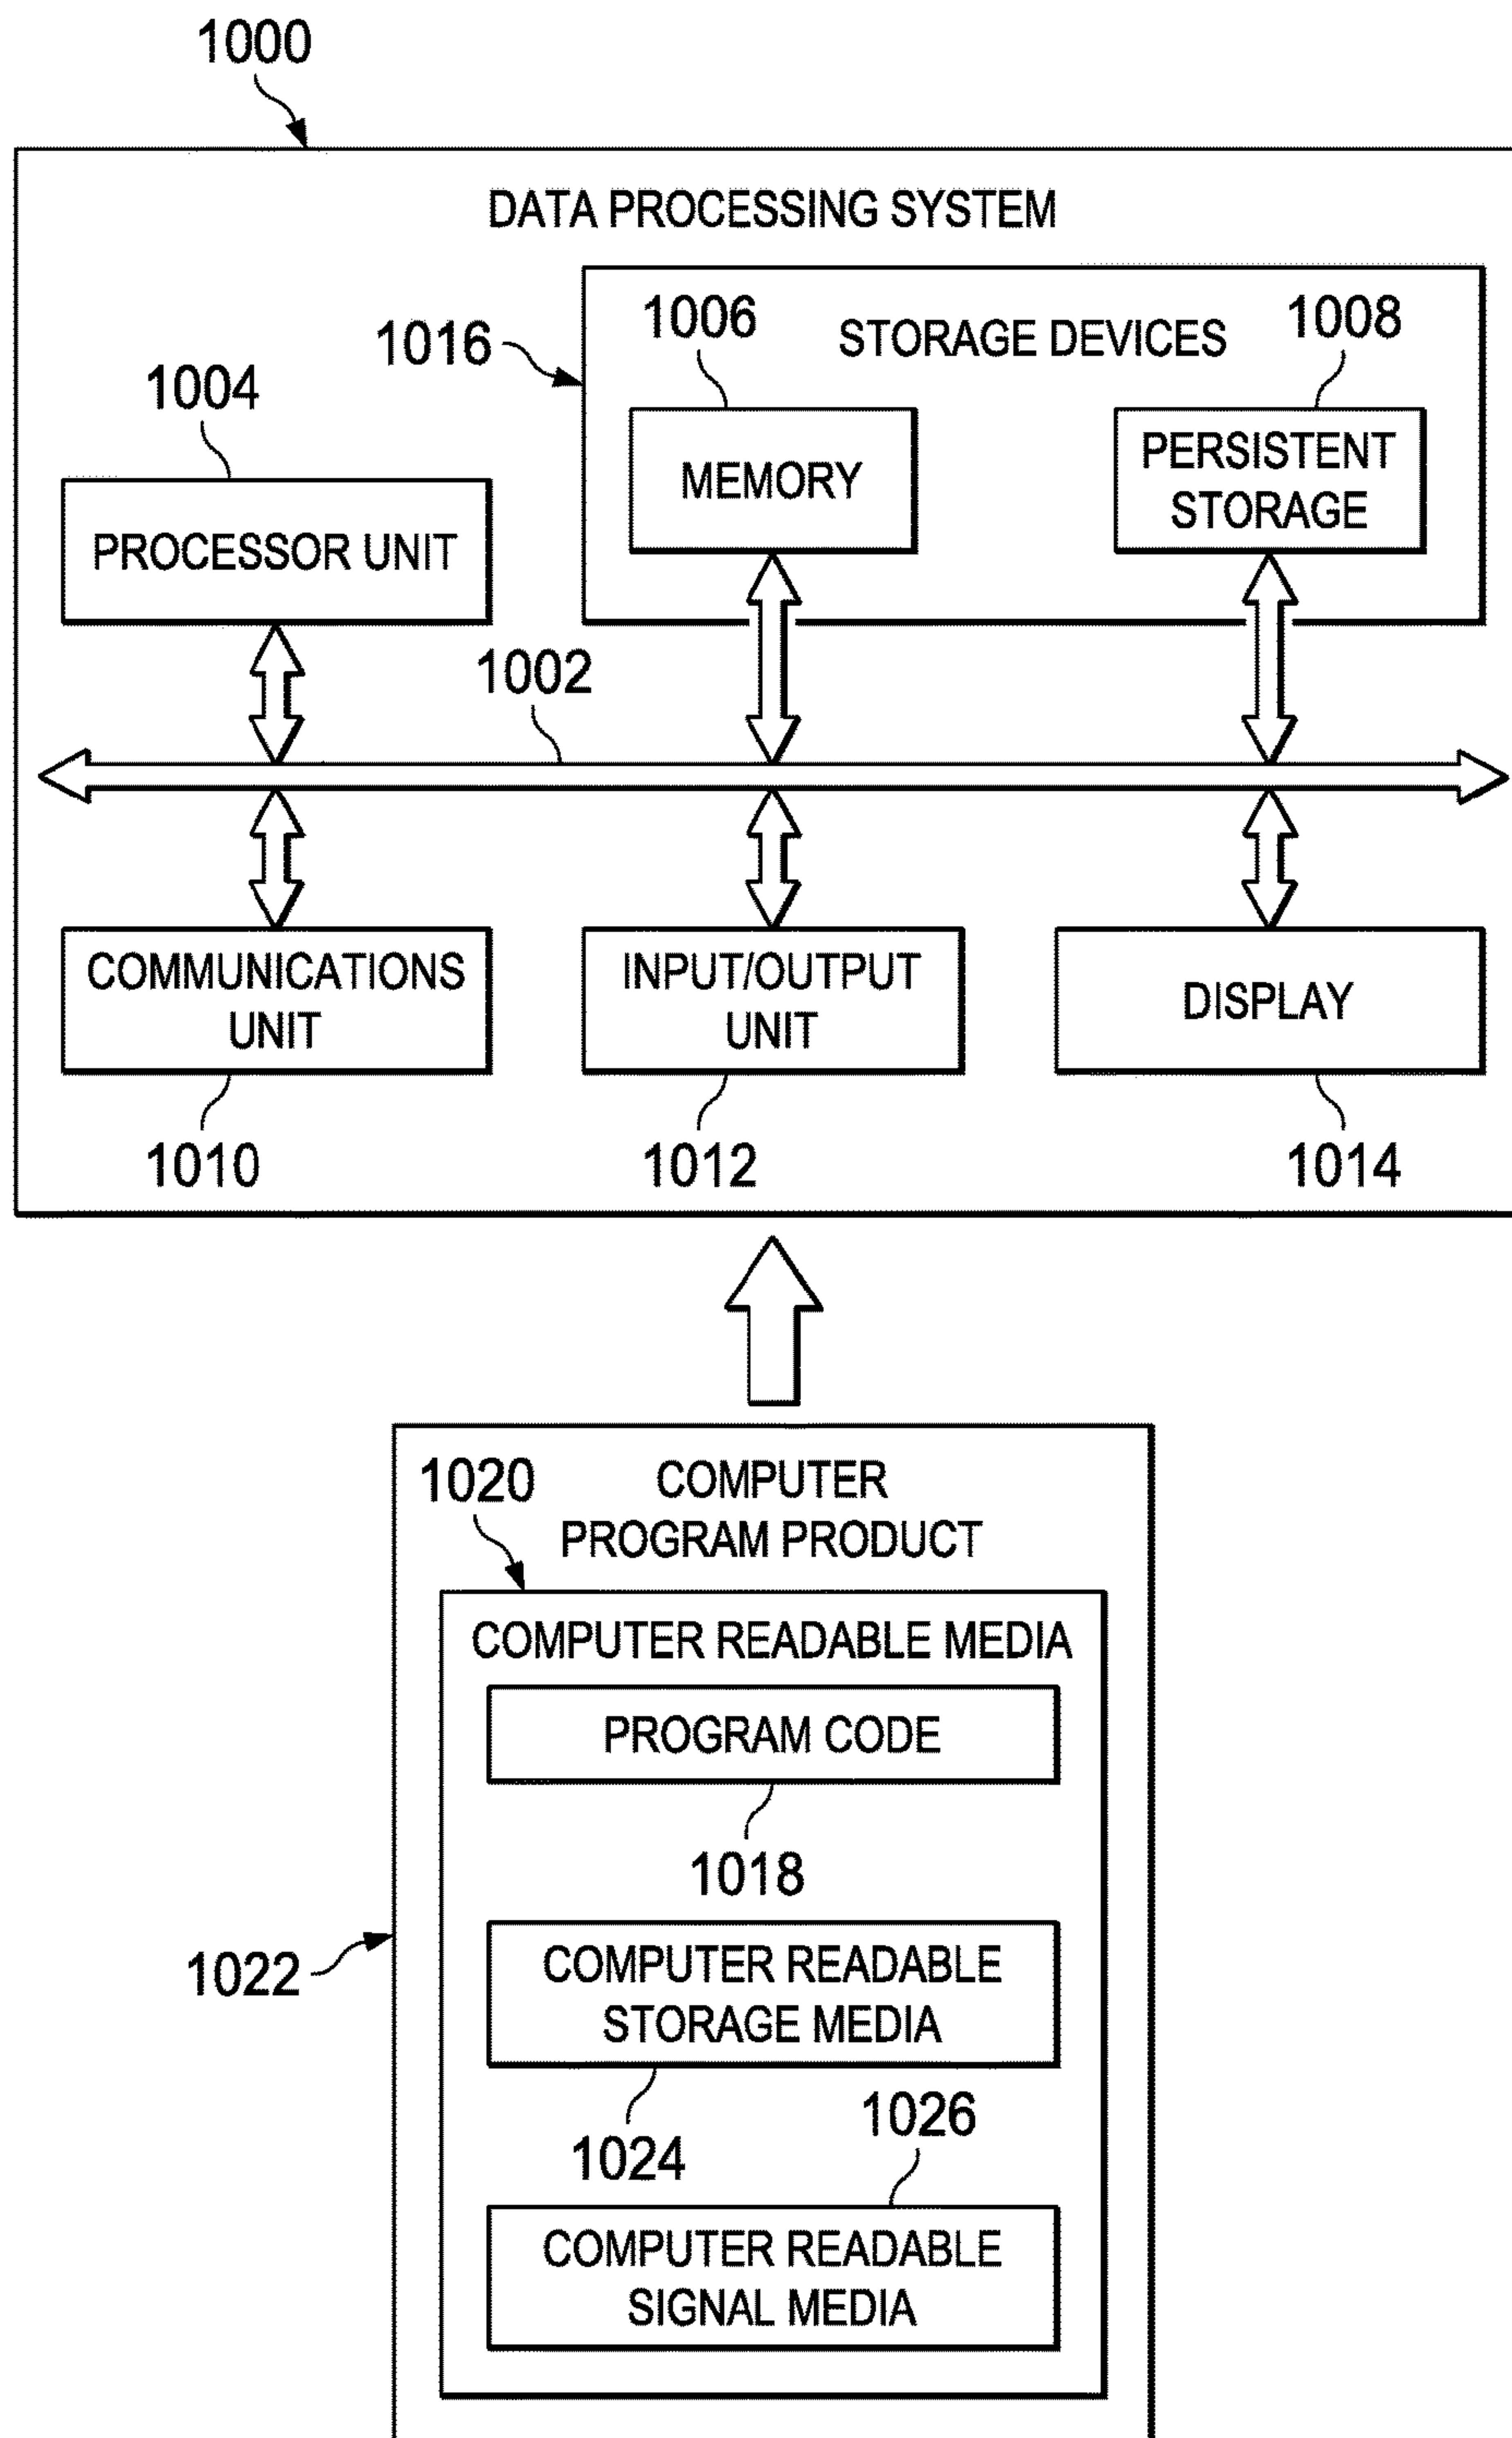 1000
DATA PROCESSING SYSTEM
1016
1006
STORAGE DEVICES
1008
1004
MEMORY
PERSISTENT
STORAGE
PROCESSOR UNIT
1002
COMMUNICATIONS
UNIT
INPUT/OUTPUT
UNIT
DISPLAY
1010
1012
1014
1020
COMPUTER
PROGRAM PRODUCT
COMPUTER READABLE MEDIA
PROGRAM CODE
1018
1022
COMPUTER READABLE
STORAGE MEDIA
1024
1026
COMPUTER READABLE
SIGNAL MEDIA